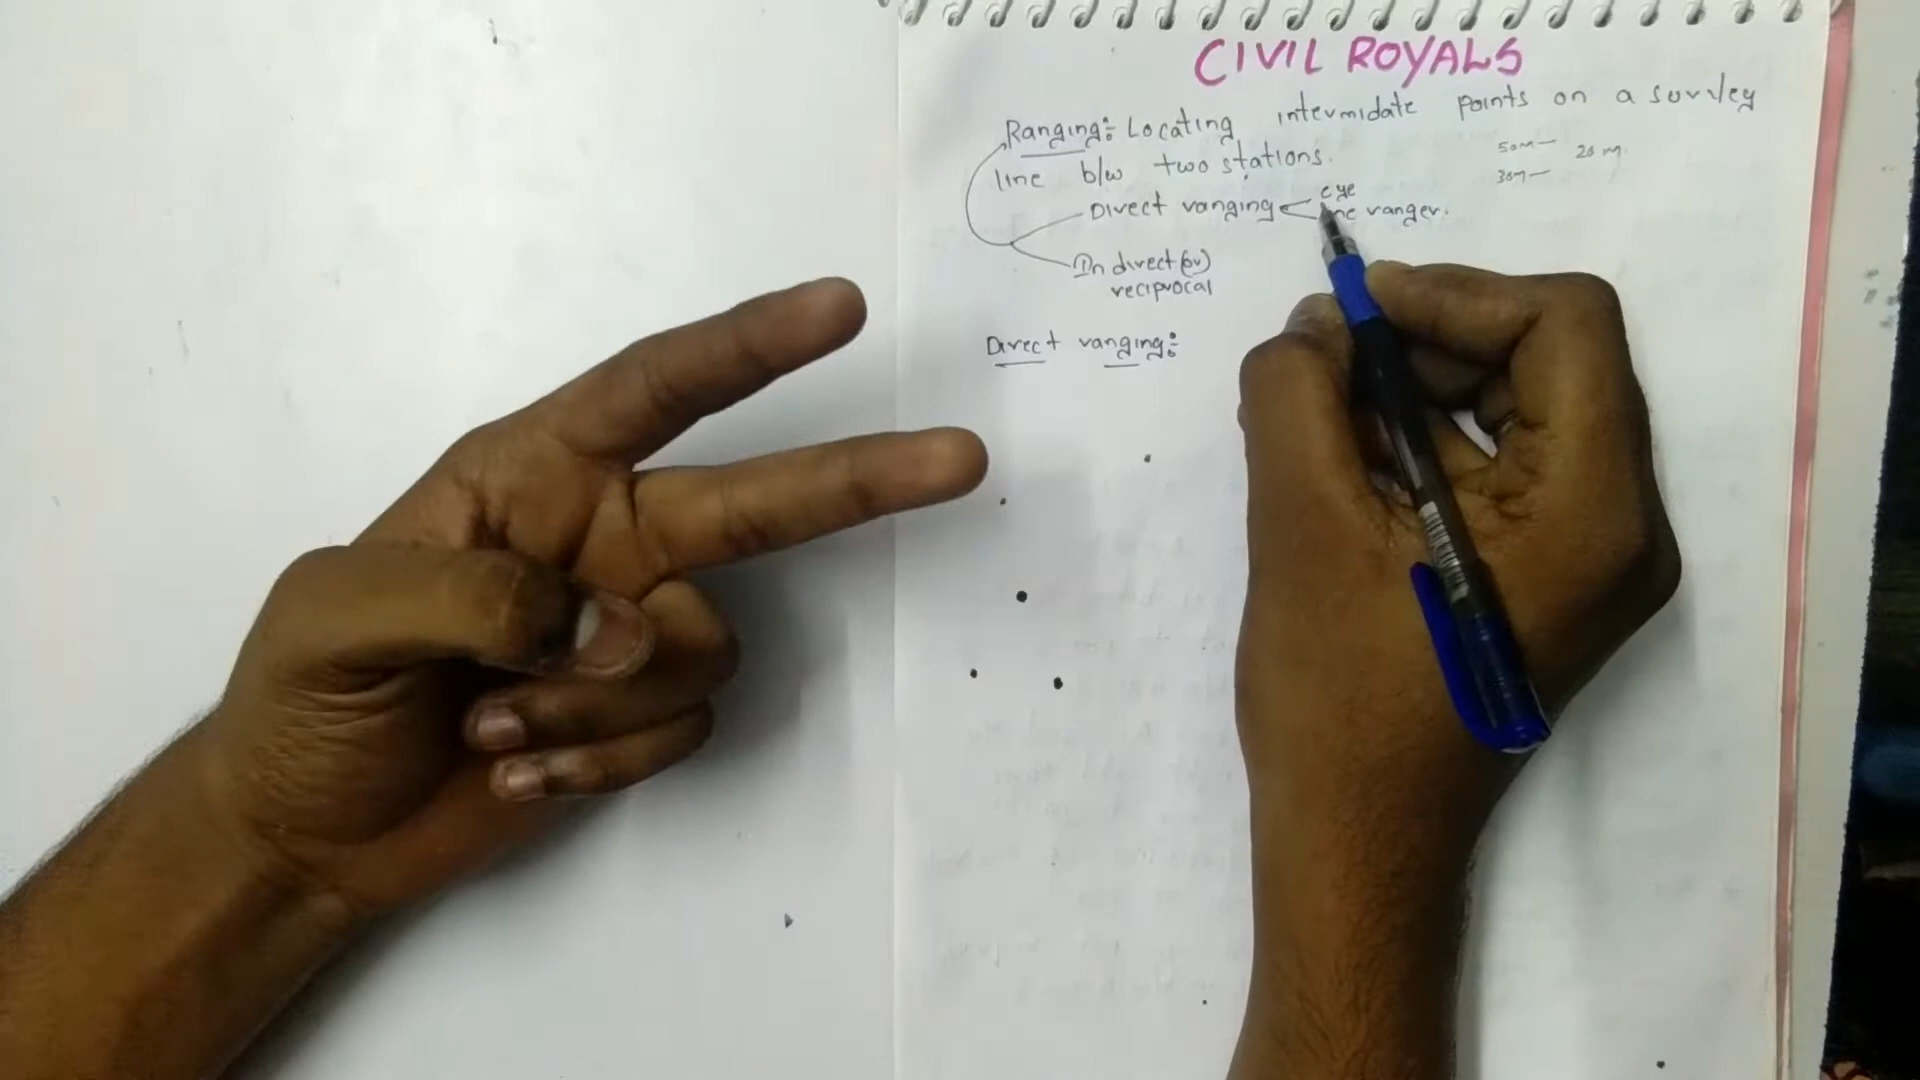 CIVIL ROYALS
Ranging:- Locating intermidate points on a survey
line b/w two stations.
50m— 20 m.
30m—
eye
Direct ranging line ranger.
In direct (or)
reciprocal
Direct ranging:-